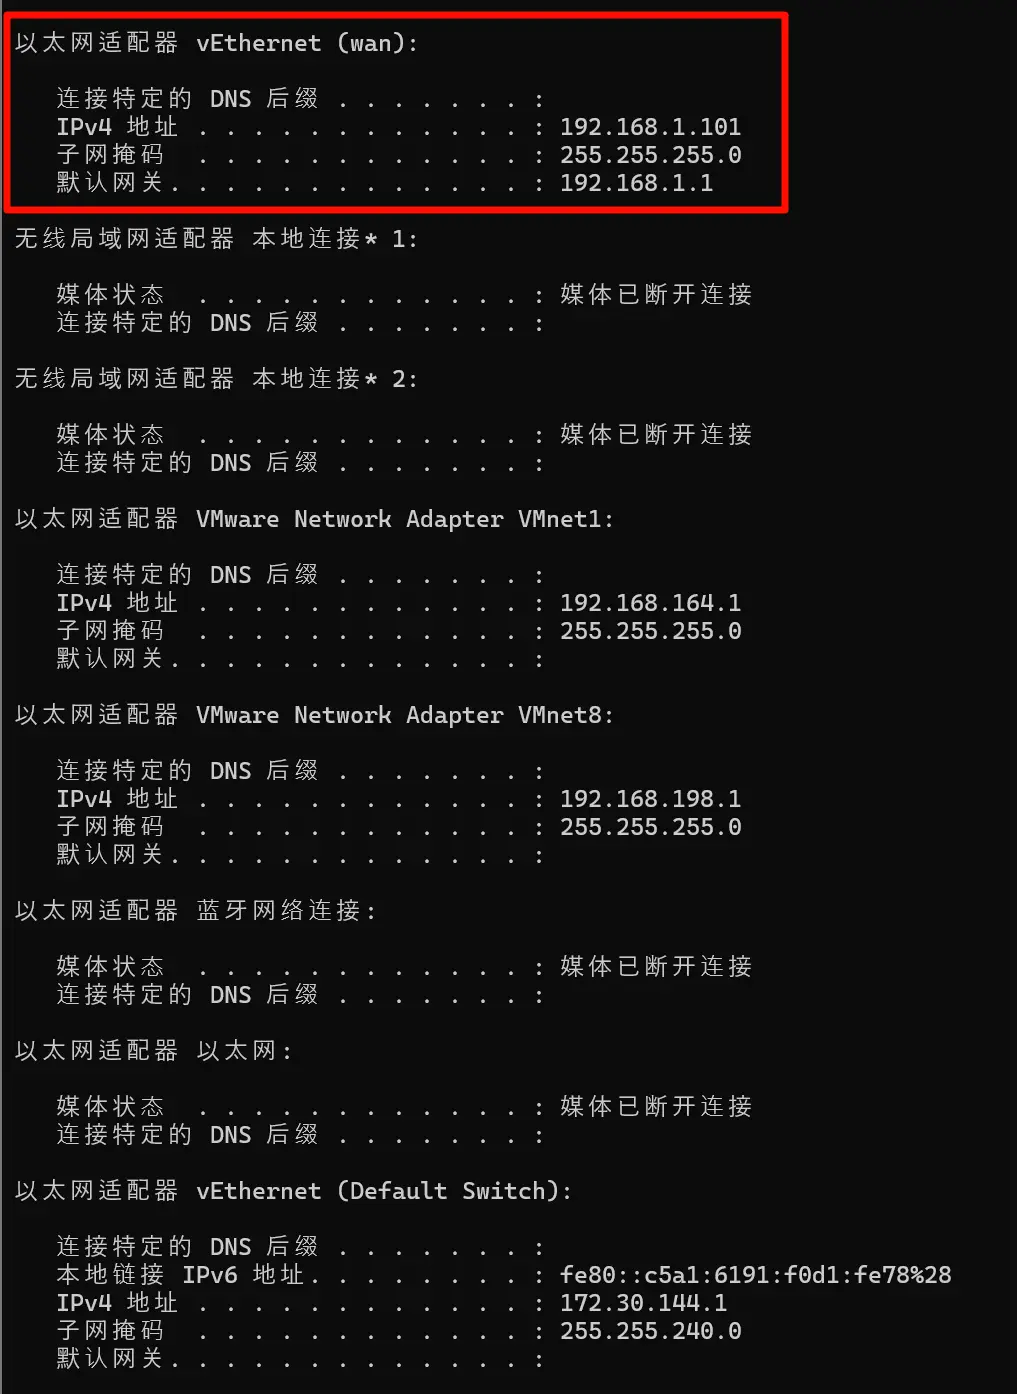 以太网适配器 vEthernet (wan):
连接特定的 DNS 后缀 . . . . . . . :
IPv4 地址 . . . . . . . . . . . . : 192.168.1.101
子网掩码  . . . . . . . . . . . . : 255.255.255.0
默认网关. . . . . . . . . . . . . : 192.168.1.1
无线局域网适配器 本地连接* 1:
媒体状态  . . . . . . . . . . . . : 媒体已断开连接
连接特定的 DNS 后缀 . . . . . . . :
无线局域网适配器 本地连接* 2:
媒体状态  . . . . . . . . . . . . : 媒体已断开连接
连接特定的 DNS 后缀 . . . . . . . :
以太网适配器 VMware Network Adapter VMnet1:
连接特定的 DNS 后缀 . . . . . . . :
IPv4 地址 . . . . . . . . . . . . : 192.168.164.1
子网掩码  . . . . . . . . . . . . : 255.255.255.0
默认网关. . . . . . . . . . . . . :
以太网适配器 VMware Network Adapter VMnet8:
连接特定的 DNS 后缀 . . . . . . . :
IPv4 地址 . . . . . . . . . . . . : 192.168.198.1
子网掩码  . . . . . . . . . . . . : 255.255.255.0
默认网关. . . . . . . . . . . . . :
以太网适配器 蓝牙网络连接:
媒体状态  . . . . . . . . . . . . : 媒体已断开连接
连接特定的 DNS 后缀 . . . . . . . :
以太网适配器 以太网:
媒体状态  . . . . . . . . . . . . : 媒体已断开连接
连接特定的 DNS 后缀 . . . . . . . :
以太网适配器 vEthernet (Default Switch):
连接特定的 DNS 后缀 . . . . . . . :
本地链接 IPv6 地址. . . . . . . . : fe80::c5a1:6191:f0d1:fe78%28
IPv4 地址 . . . . . . . . . . . . : 172.30.144.1
子网掩码  . . . . . . . . . . . . : 255.255.240.0
默认网关. . . . . . . . . . . . . :